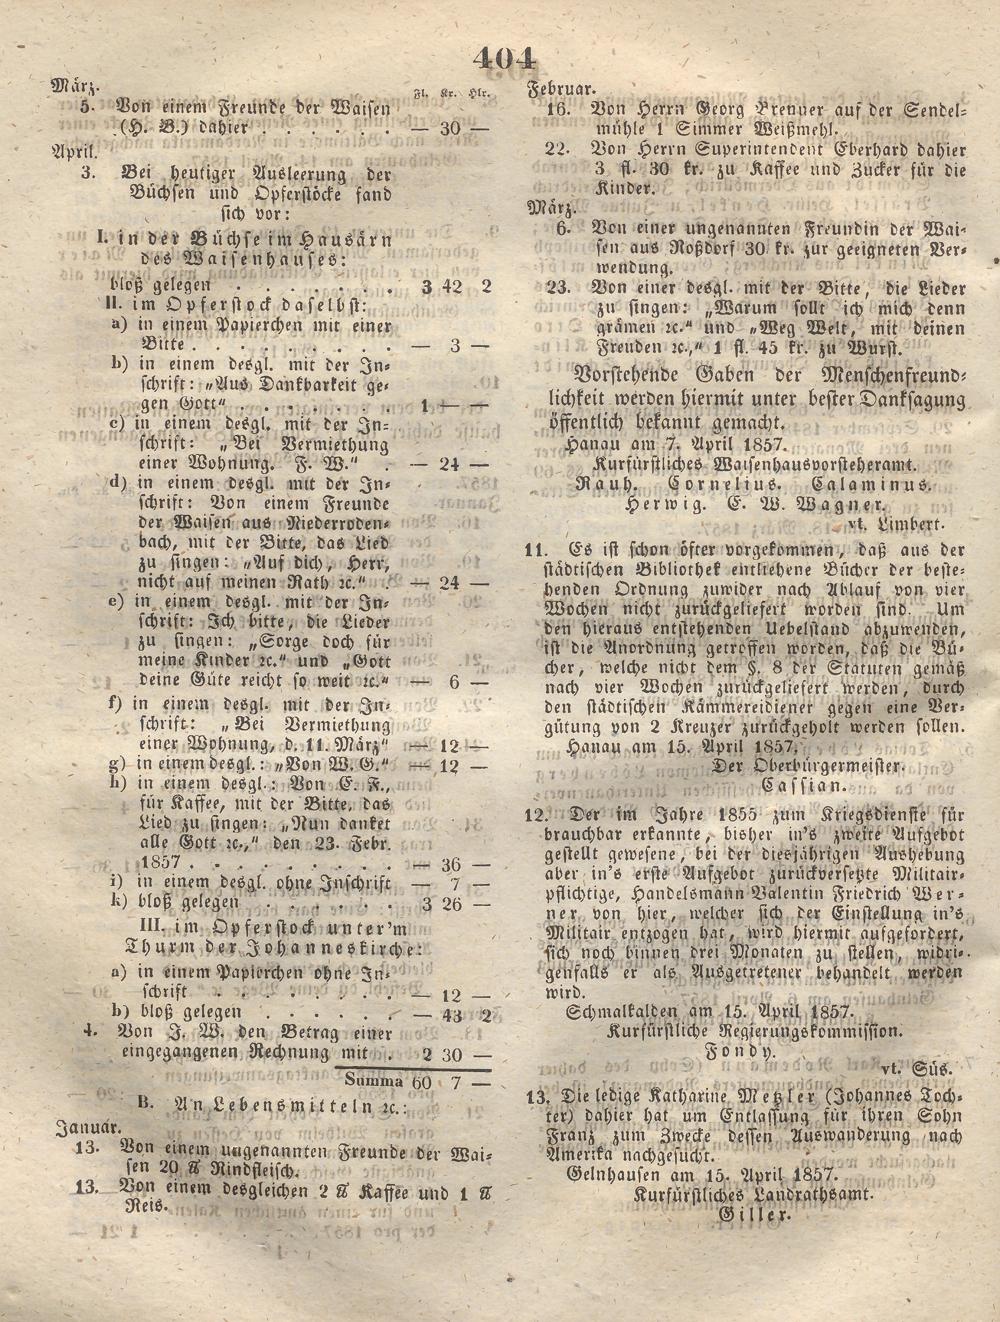 404
März.
Fl. Kr. Hlr.
5. Von einem Freunde der Waisen
(H. B.) dahier . . . . . . — 30 —
April.
3. Bei heutiger Ausleerung der
Büchsen und Opferstöcke fand
sich vor:
I. in der Büchse im Hausärn
des Waisenhauses:
bloß gelegen . . . . . . . 3 42 2
II. im Opferstock daselbst:
a) in einem Papierchen mit einer
Bitte . . . . . . . . . — 3 —
b) in einem desgl. mit der In-
schrift: „Aus Dankbarkeit ge-
gen Gott“ . . . . . . . 1 — —
c) in einem desgl. mit der In-
schrift: „Bei Vermiethung
einer Wohnung. F. W.“ . — 24 —
d) in einem desgl. mit der In-
schrift: Von einem Freunde
der Waisen aus Niederroden-
bach, mit der Bitte, das Lied
zu singen: „Auf dich, Herr,
nicht auf meinen Rath ꝛc.“ . — 24 —
e) in einem desgl. mit der In-
schrift: Ich bitte, die Lieder
zu singen: „Sorge doch für
meine Kinder ꝛc.“ und „Gott
deine Güte reicht so weit ꝛc.“ — 6 —
f) in einem desgl. mit der In-
schrift: „Bei Vermiethung
einer Wohnung, d. 11. März“ — 12 —
g) in einem desgl.: „Von W. G.“ — 12 —
h) in einem desgl.: Von E. F.,
für Kaffee, mit der Bitte, das
Lied zu singen: „Nun danket
alle Gott ꝛc.,“ den 23. Febr.
1857 . . . . . . . . . — 36 —
i) in einem desgl. ohne Inschrift — 7 —
k) bloß gelegen . . . . . . 3 26 —
III. im Opferstock unter'm
Thurm der Johanneskirche:
a) in einem Papierchen ohne In-
schrift . . . . . . . . — 12 —
b) bloß gelegen . . . . . . — 43 2
4. Von J. W. den Betrag einer
eingegangenen Rechnung mit . 2 30 —
Summa 60 7 —
B. An Lebensmitteln ꝛc.:
Januar.
13. Von einem ungenannten Freunde der Wai-
sen 20 ℔ Rindfleisch.
13. Von einem desgleichen 2 ℔ Kaffee und 1 ℔
Reis.
Februar.
16. Von Herrn Georg Brenner auf der Sendel-
mühle 1 Simmer Weißmehl.
22. Von Herrn Superintendent Eberhard dahier
3 fl. 30 kr. zu Kaffee und Zucker für die
Kinder.
März.
6. Von einer ungenannten Freundin der Wai-
sen aus Roßdorf 30 kr. zur geeigneten Ver-
wendung.
23. Von einer desgl. mit der Bitte, die Lieder
zu singen: „Warum sollt ich mich denn
grämen ꝛc.“ und „Weg Welt, mit deinen
Freuden ꝛc.,“ 1 fl. 45 kr. zu Wurst.
Vorstehende Gaben der Menschenfreund-
lichkeit werden hiermit unter bester Danksagung
öffentlich bekannt gemacht.
Hanau am 7. April 1857.
Kurfürstliches Waisenhausvorsteheramt.
Rauh. Cornelius. Calaminus.
Herwig. E. W. Wagner.
vt. Limbert.
11. Es ist schon öfter vorgekommen, daß aus der
städtischen Bibliothek entliehene Bücher der beste-
henden Ordnung zuwider nach Ablauf von vier
Wochen nicht zurückgeliefert worden sind. Um
den hieraus entstehenden Uebelstand abzuwenden,
ist die Anordnung getroffen worden, daß die Bü-
cher, welche nicht dem §. 8 der Statuten gemäß
nach vier Wochen zurückgeliefert werden, durch
den städtischen Kämmereidiener gegen eine Ver-
gütung von 2 Kreuzer zurückgeholt werden sollen.
Hanau am 15. April 1857.
Der Oberbürgermeister.
Cassian.
12. Der im Jahre 1855 zum Kriegsdienste für
brauchbar erkannte, bisher in's zweite Aufgebot
gestellt gewesene, bei der diesjährigen Aushebung
aber in's erste Aufgebot zurückversetzte Militair-
pflichtige, Handelsmann Valentin Friedrich Wer-
ner von hier, welcher sich der Einstellung in's
Militair entzogen hat, wird hiermit aufgefordert,
sich noch binnen drei Monaten zu stellen, widri-
genfalls er als Ausgetretener behandelt werden
wird.
Schmalkalden am 15. April 1857.
Kurfürstliche Regierungskommission.
Fondy.
vt. Süs.
13. Die ledige Katharine Metzler (Johannes Toch-
ter) dahier hat um Entlassung für ihren Sohn
Franz zum Zwecke dessen Auswanderung nach
Amerika nachgesucht.
Gelnhausen am 15. April 1857.
Kurfürstliches Landrathsamt.
Giller.